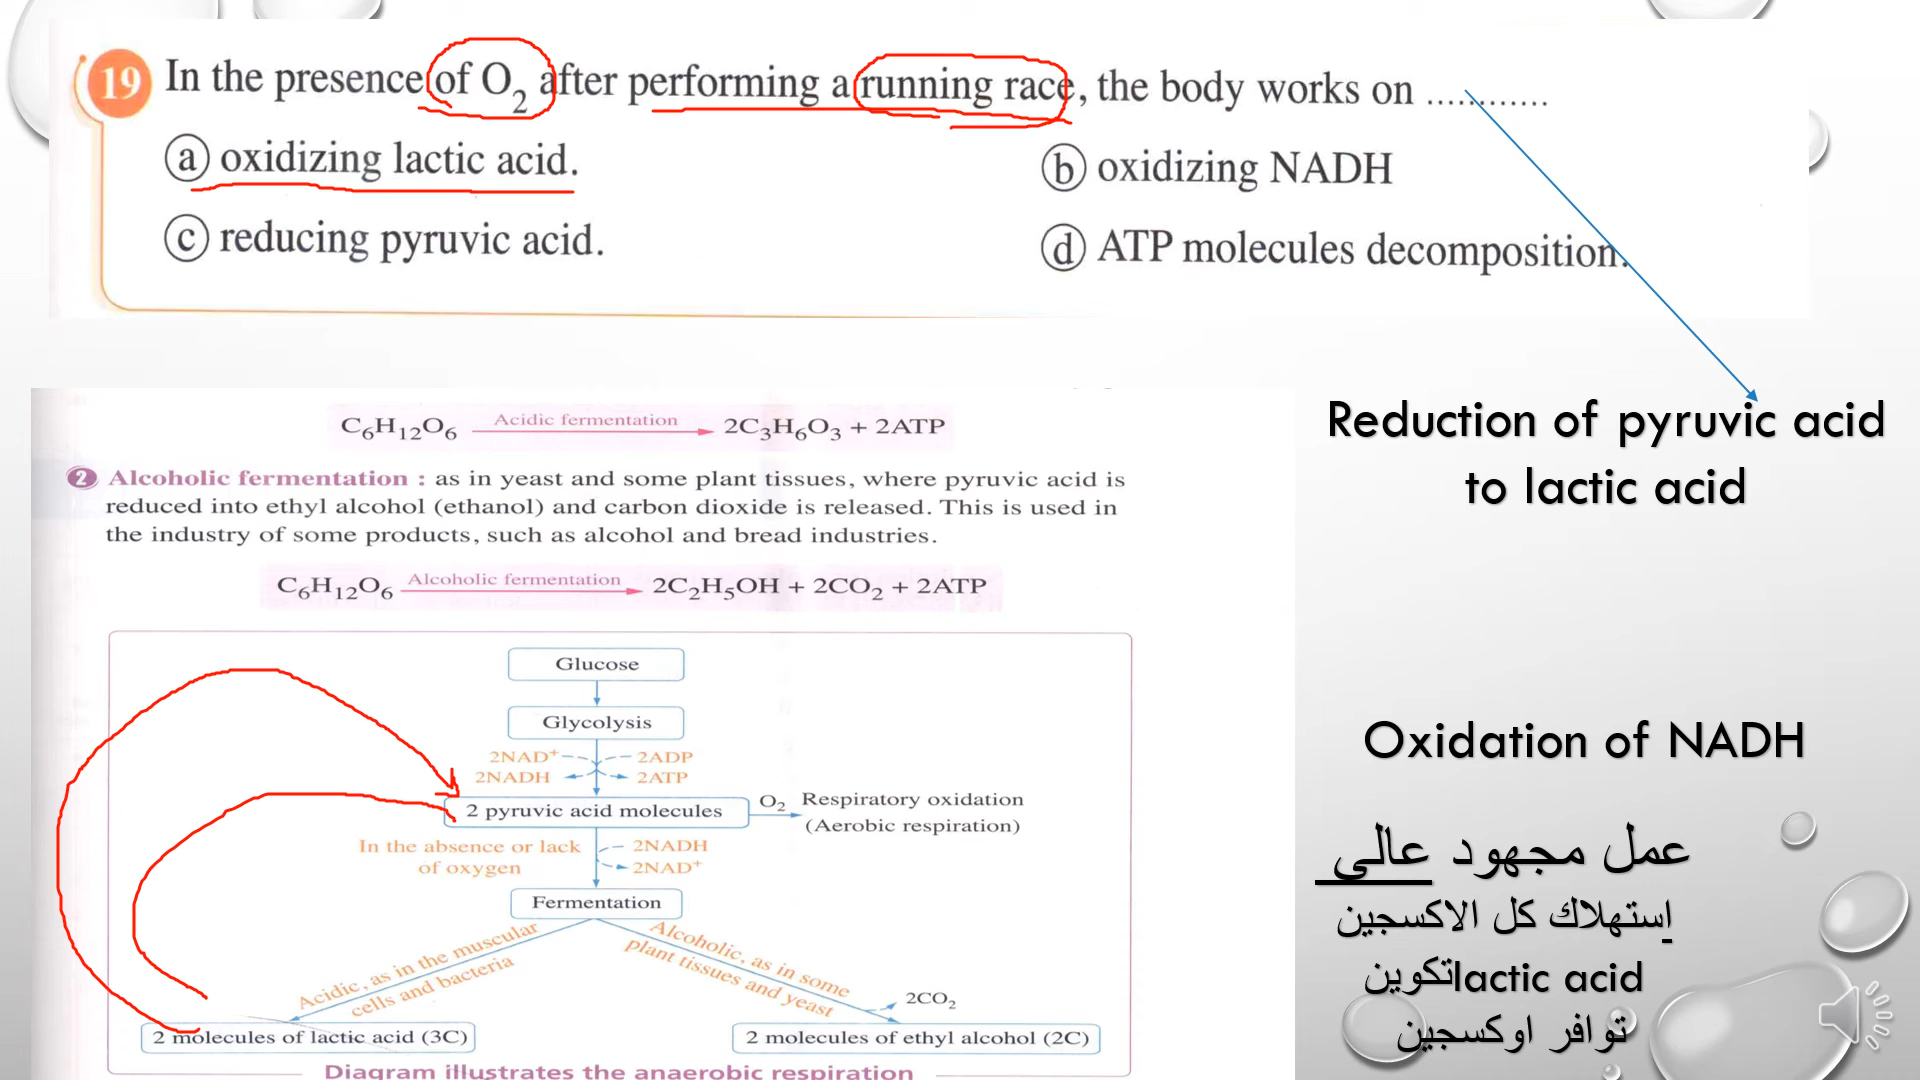 19 In the presence of O₂ after performing a running race, the body works on ............
a oxidizing lactic acid.
b oxidizing NADH
c reducing pyruvic acid.
d ATP molecules decomposition.
C₆H₁₂O₆ Acidic fermentation 2C₃H₆O₃ + 2ATP
2 Alcoholic fermentation : as in yeast and some plant tissues, where pyruvic acid is
reduced into ethyl alcohol (ethanol) and carbon dioxide is released. This is used in
the industry of some products, such as alcohol and bread industries.
C₆H₁₂O₆ Alcoholic fermentation 2C₂H₅OH + 2CO₂ + 2ATP
Glucose
Glycolysis
2NAD⁺ 2ADP
2NADH 2ATP
2 pyruvic acid molecules
O₂ Respiratory oxidation
(Aerobic respiration)
In the absence or lack
of oxygen
2NADH
2NAD⁺
Fermentation
Acidic, as in the muscular
cells and bacteria
Alcoholic, as in some
plant tissues and yeast
2CO₂
2 molecules of lactic acid (3C)
2 molecules of ethyl alcohol (2C)
Diagram illustrates the anaerobic respiration
Reduction of pyruvic acid
to lactic acid
Oxidation of NADH
عمل مجهود عالى
إستهلاك كل الاكسجين
تكوينlactic acid
توافر اوكسجين